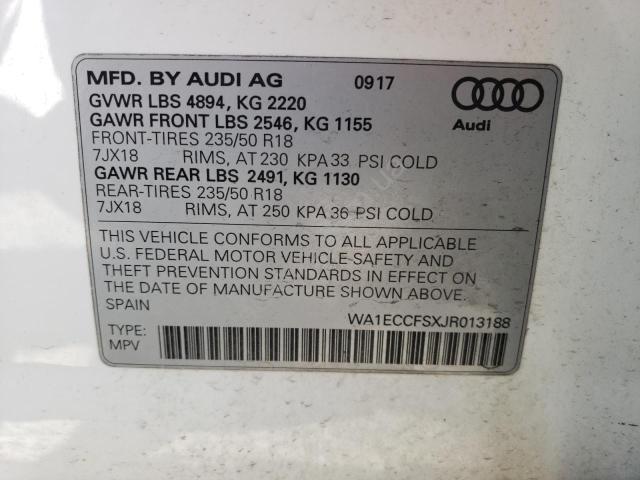 MFD. BY AUDI AG 0917
GVWR LBS 4894, KG 2220
GAWR FRONT LBS 2546, KG 1155
Audi
FRONT-TIRES 235/50 R18
7JX18 RIMS, AT 230 KPA 33 PSI COLD
GAWR REAR LBS 2491, KG 1130
REAR-TIRES 235/50 R18
7JX18 RIMS, AT 250 KPA 36 PSI COLD
THIS VEHICLE CONFORMS TO ALL APPLICABLE
U.S. FEDERAL MOTOR VEHICLE SAFETY AND
THEFT PREVENTION STANDARDS IN EFFECT ON
THE DATE OF MANUFACTURE SHOWN ABOVE.
SPAIN
WA1ECCFSXJR013188
TYPE:
MPV